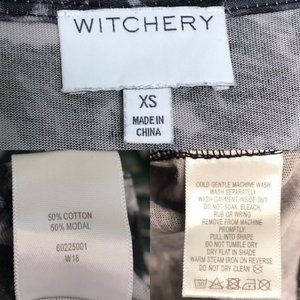 WITCHERY
XS
MADE IN
CHINA
50% COTTON
50% MODAL
60225001
W18
COLD GENTLE MACHINE WASH
WASH SEPARATELY
WASH GARMENT INSIDE OUT
DO NOT SOAK, BLEACH,
RUB OR WRING
REMOVE FROM MACHINE
PROMPTLY
PULL INTO SHAPE
DO NOT TUMBLE DRY
DRY FLAT IN SHADE
WARM STEAM IRON ON REVERSE
DO NOT DRY CLEAN